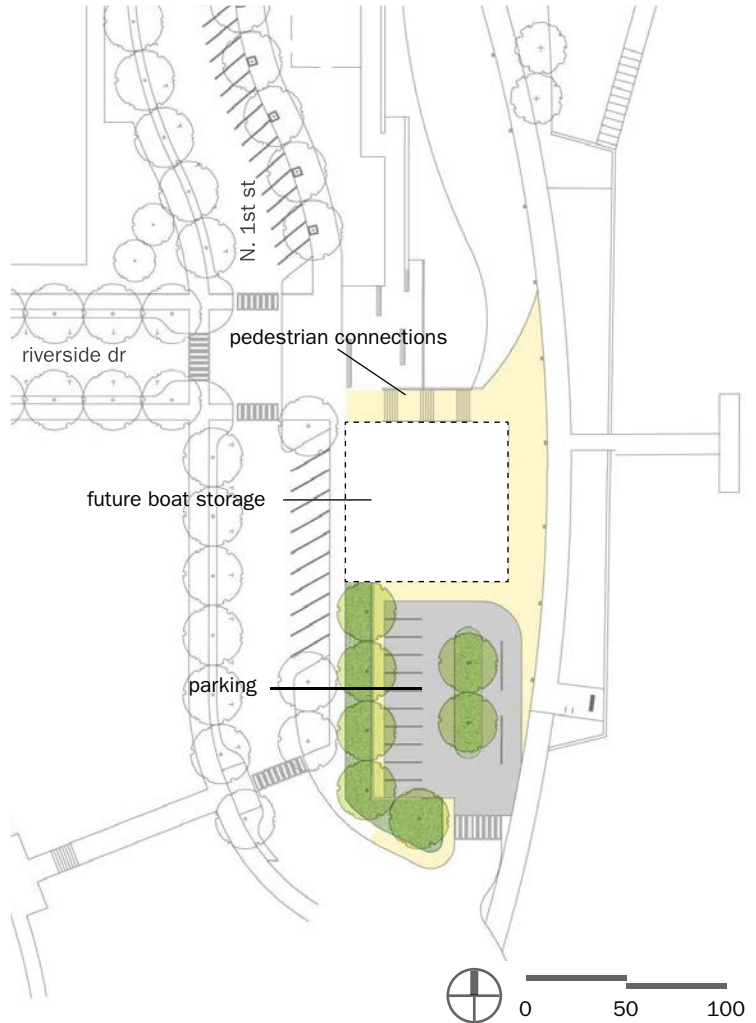 N. 1st st
pedestrian connections
riverside dr
future boat storage
parking
0 50 100